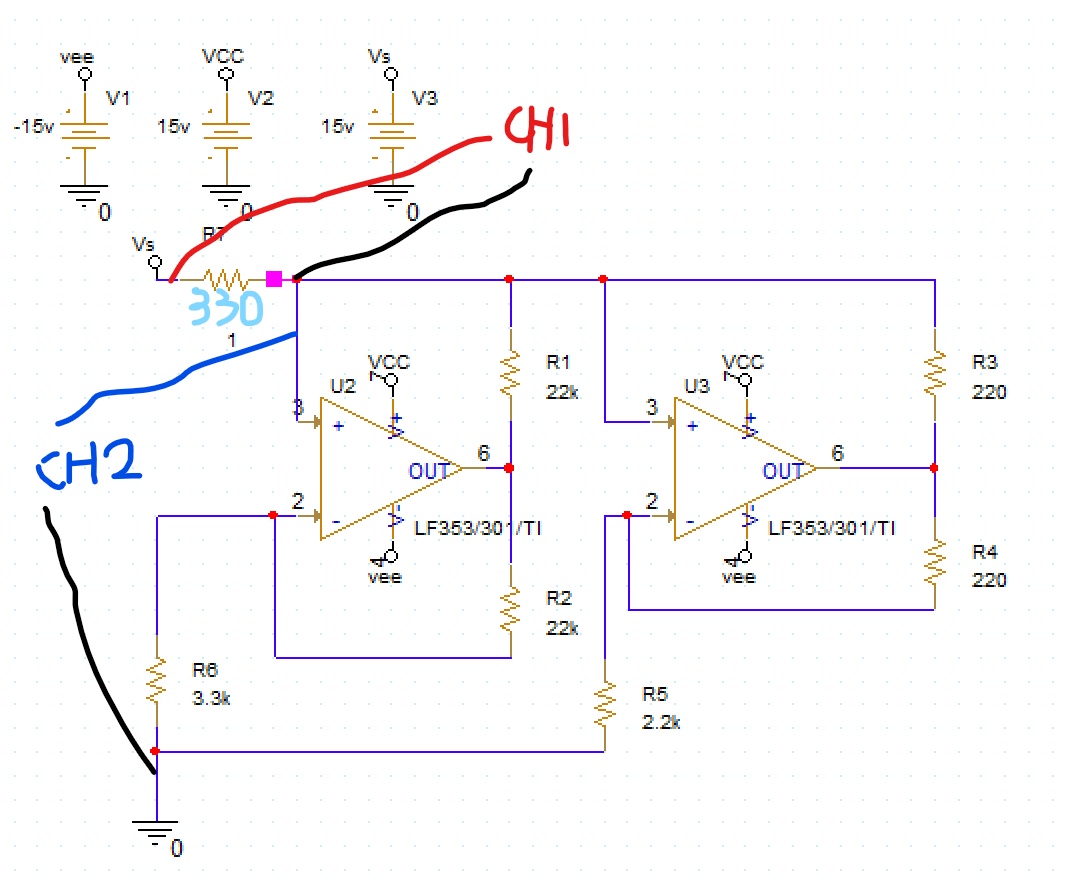 vee VCC Vs
V1 V2 V3
-15v 15v 15v
CH1
0 0 0
Vs
330
1
VCC VCC
7 7
R1 R3
U2 U3
22k 220
3 3
+ + + +
V V
6 6
OUT OUT
2 2
- -
V- V-
LF353/301/TI LF353/301/TI
4 4
vee vee
CH2
R4
220
R2
22k
R6
3.3k
R5
2.2k
0